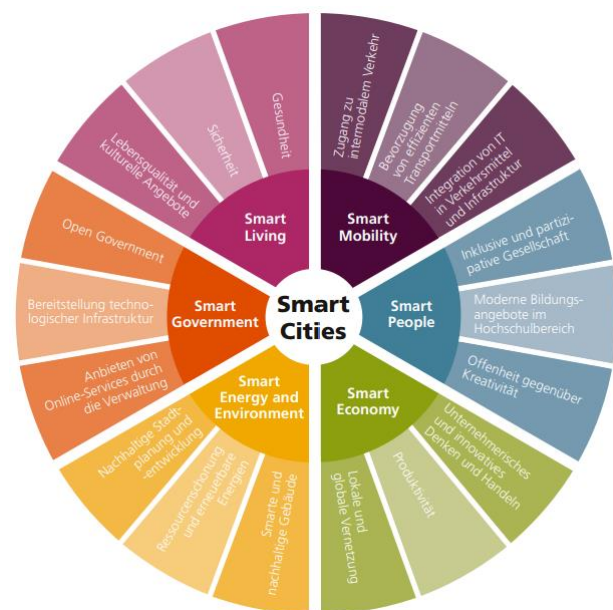 Smart
Cities
Smart
Mobility
Zugang zu
intermodalem Verkehr
Bevorzugung
von effizienten
Transportmitteln
Integration von IT
in Verkehrsmittel
und Infrastruktur
Smart
People
Inklusive und partizi-
pative Gesellschaft
Moderne Bildungs-
angebote im
Hochschulbereich
Offenheit gegenüber
Kreativität
Smart
Economy
Unternehmerisches
und innovatives
Denken und Handeln
Produktivität
Lokale und
globale Vernetzung
Smart
Energy and
Environment
Smarte und
nachhaltige Gebäude
Ressourcenschonung
und erneuerbare
Energien
Nachhaltige Stadt-
planung und
-entwicklung
Smart
Government
Anbieten von
Online-Services durch
die Verwaltung
Bereitstellung techno-
logischer Infrastruktur
Open Government
Smart
Living
Lebensqualität und
kulturelle Angebote
Sicherheit
Gesundheit